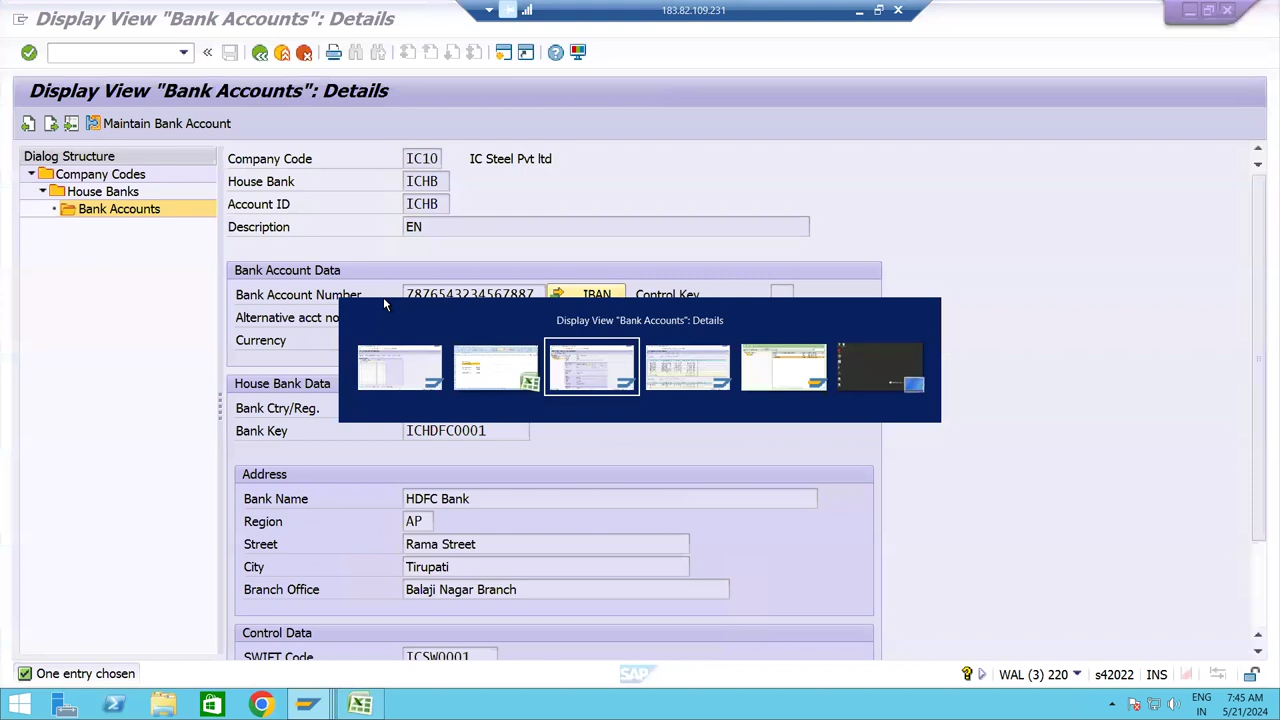 Display View "Bank Accounts": Details
183.82.109.231
Display View "Bank Accounts": Details
Maintain Bank Account
Dialog Structure
Company Codes
House Banks
Bank Accounts
Company Code IC10 IC Steel Pvt ltd
House Bank ICHB
Account ID ICHB
Description EN
Bank Account Data
Bank Account Number 7876543234567887 IBAN Control Key
Alternative acct no
Currency
Display View "Bank Accounts": Details
House Bank Data
Bank Ctry/Reg.
Bank Key ICHDFC0001
Address
Bank Name HDFC Bank
Region AP
Street Rama Street
City Tirupati
Branch Office Balaji Nagar Branch
Control Data
SWIFT Code ICSW0001
One entry chosen
SAP
WAL (3) 220 s42022 INS
ENG 7:45 AM
IN 5/21/2024